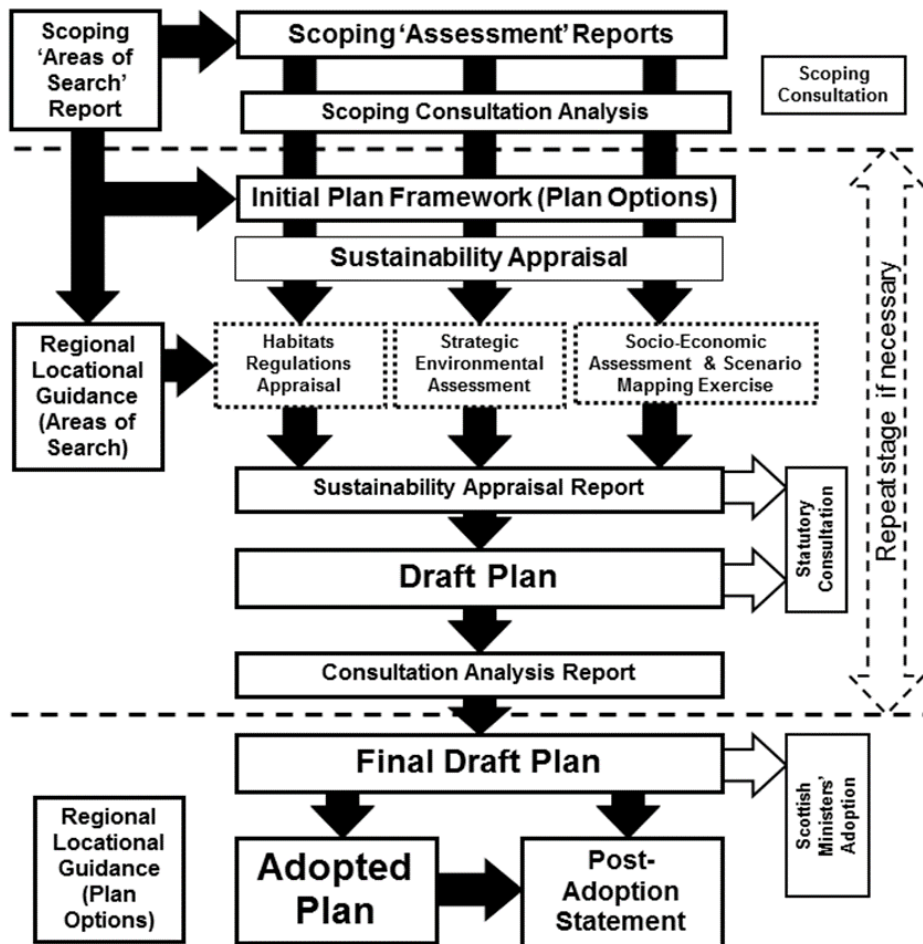 Scoping
‘Areas of
Search’
Report
Scoping ‘Assessment’ Reports
Scoping Consultation Analysis
Scoping
Consultation
Initial Plan Framework (Plan Options)
Sustainability Appraisal
Regional
Locational
Guidance
(Areas of
Search)
Habitats
Regulations
Appraisal
Strategic
Environmental
Assessment
Socio-Economic
Assessment & Scenario
Mapping Exercise
Repeat stage if necessary
Sustainability Appraisal Report
Statutory
Consultation
Draft Plan
Consultation Analysis Report
Final Draft Plan
Scottish
Ministers’
Adoption
Regional
Locational
Guidance
(Plan
Options)
Adopted
Plan
Post-
Adoption
Statement